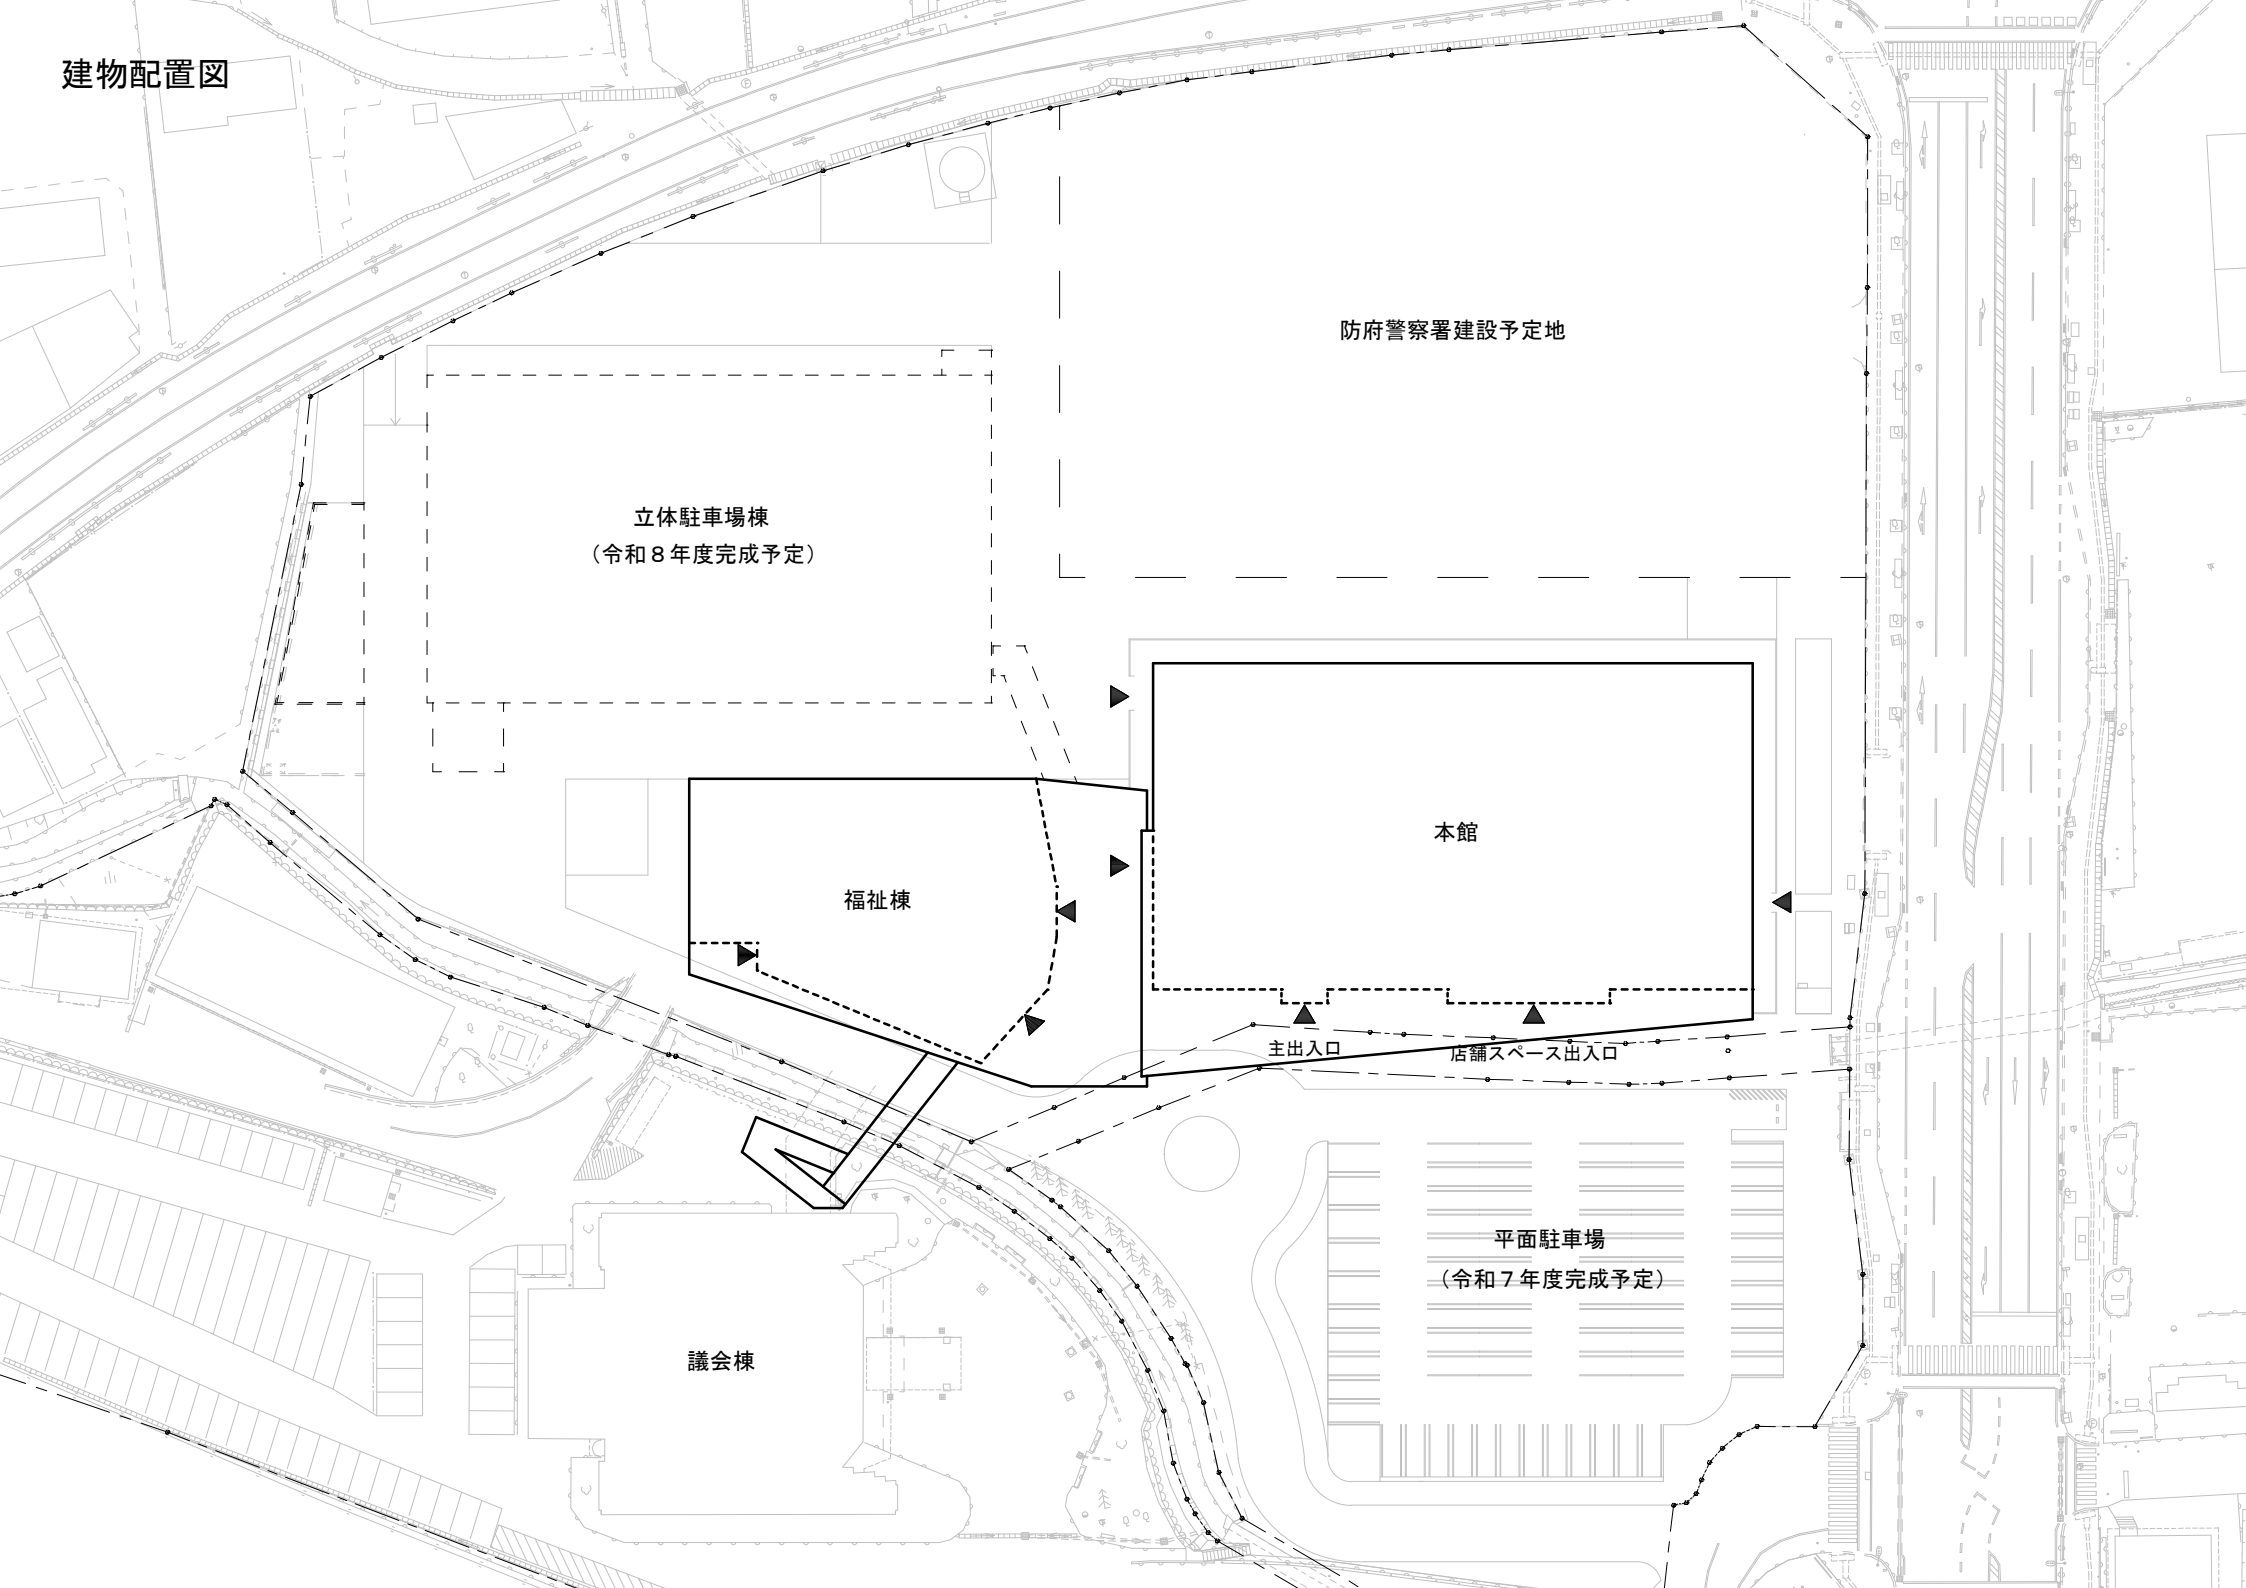 建物配置図
防府警察署建設予定地
立体駐車場棟
（令和８年度完成予定）
本館
福祉棟
主出入口
店舗スペース出入口
平面駐車場
（令和７年度完成予定）
議会棟